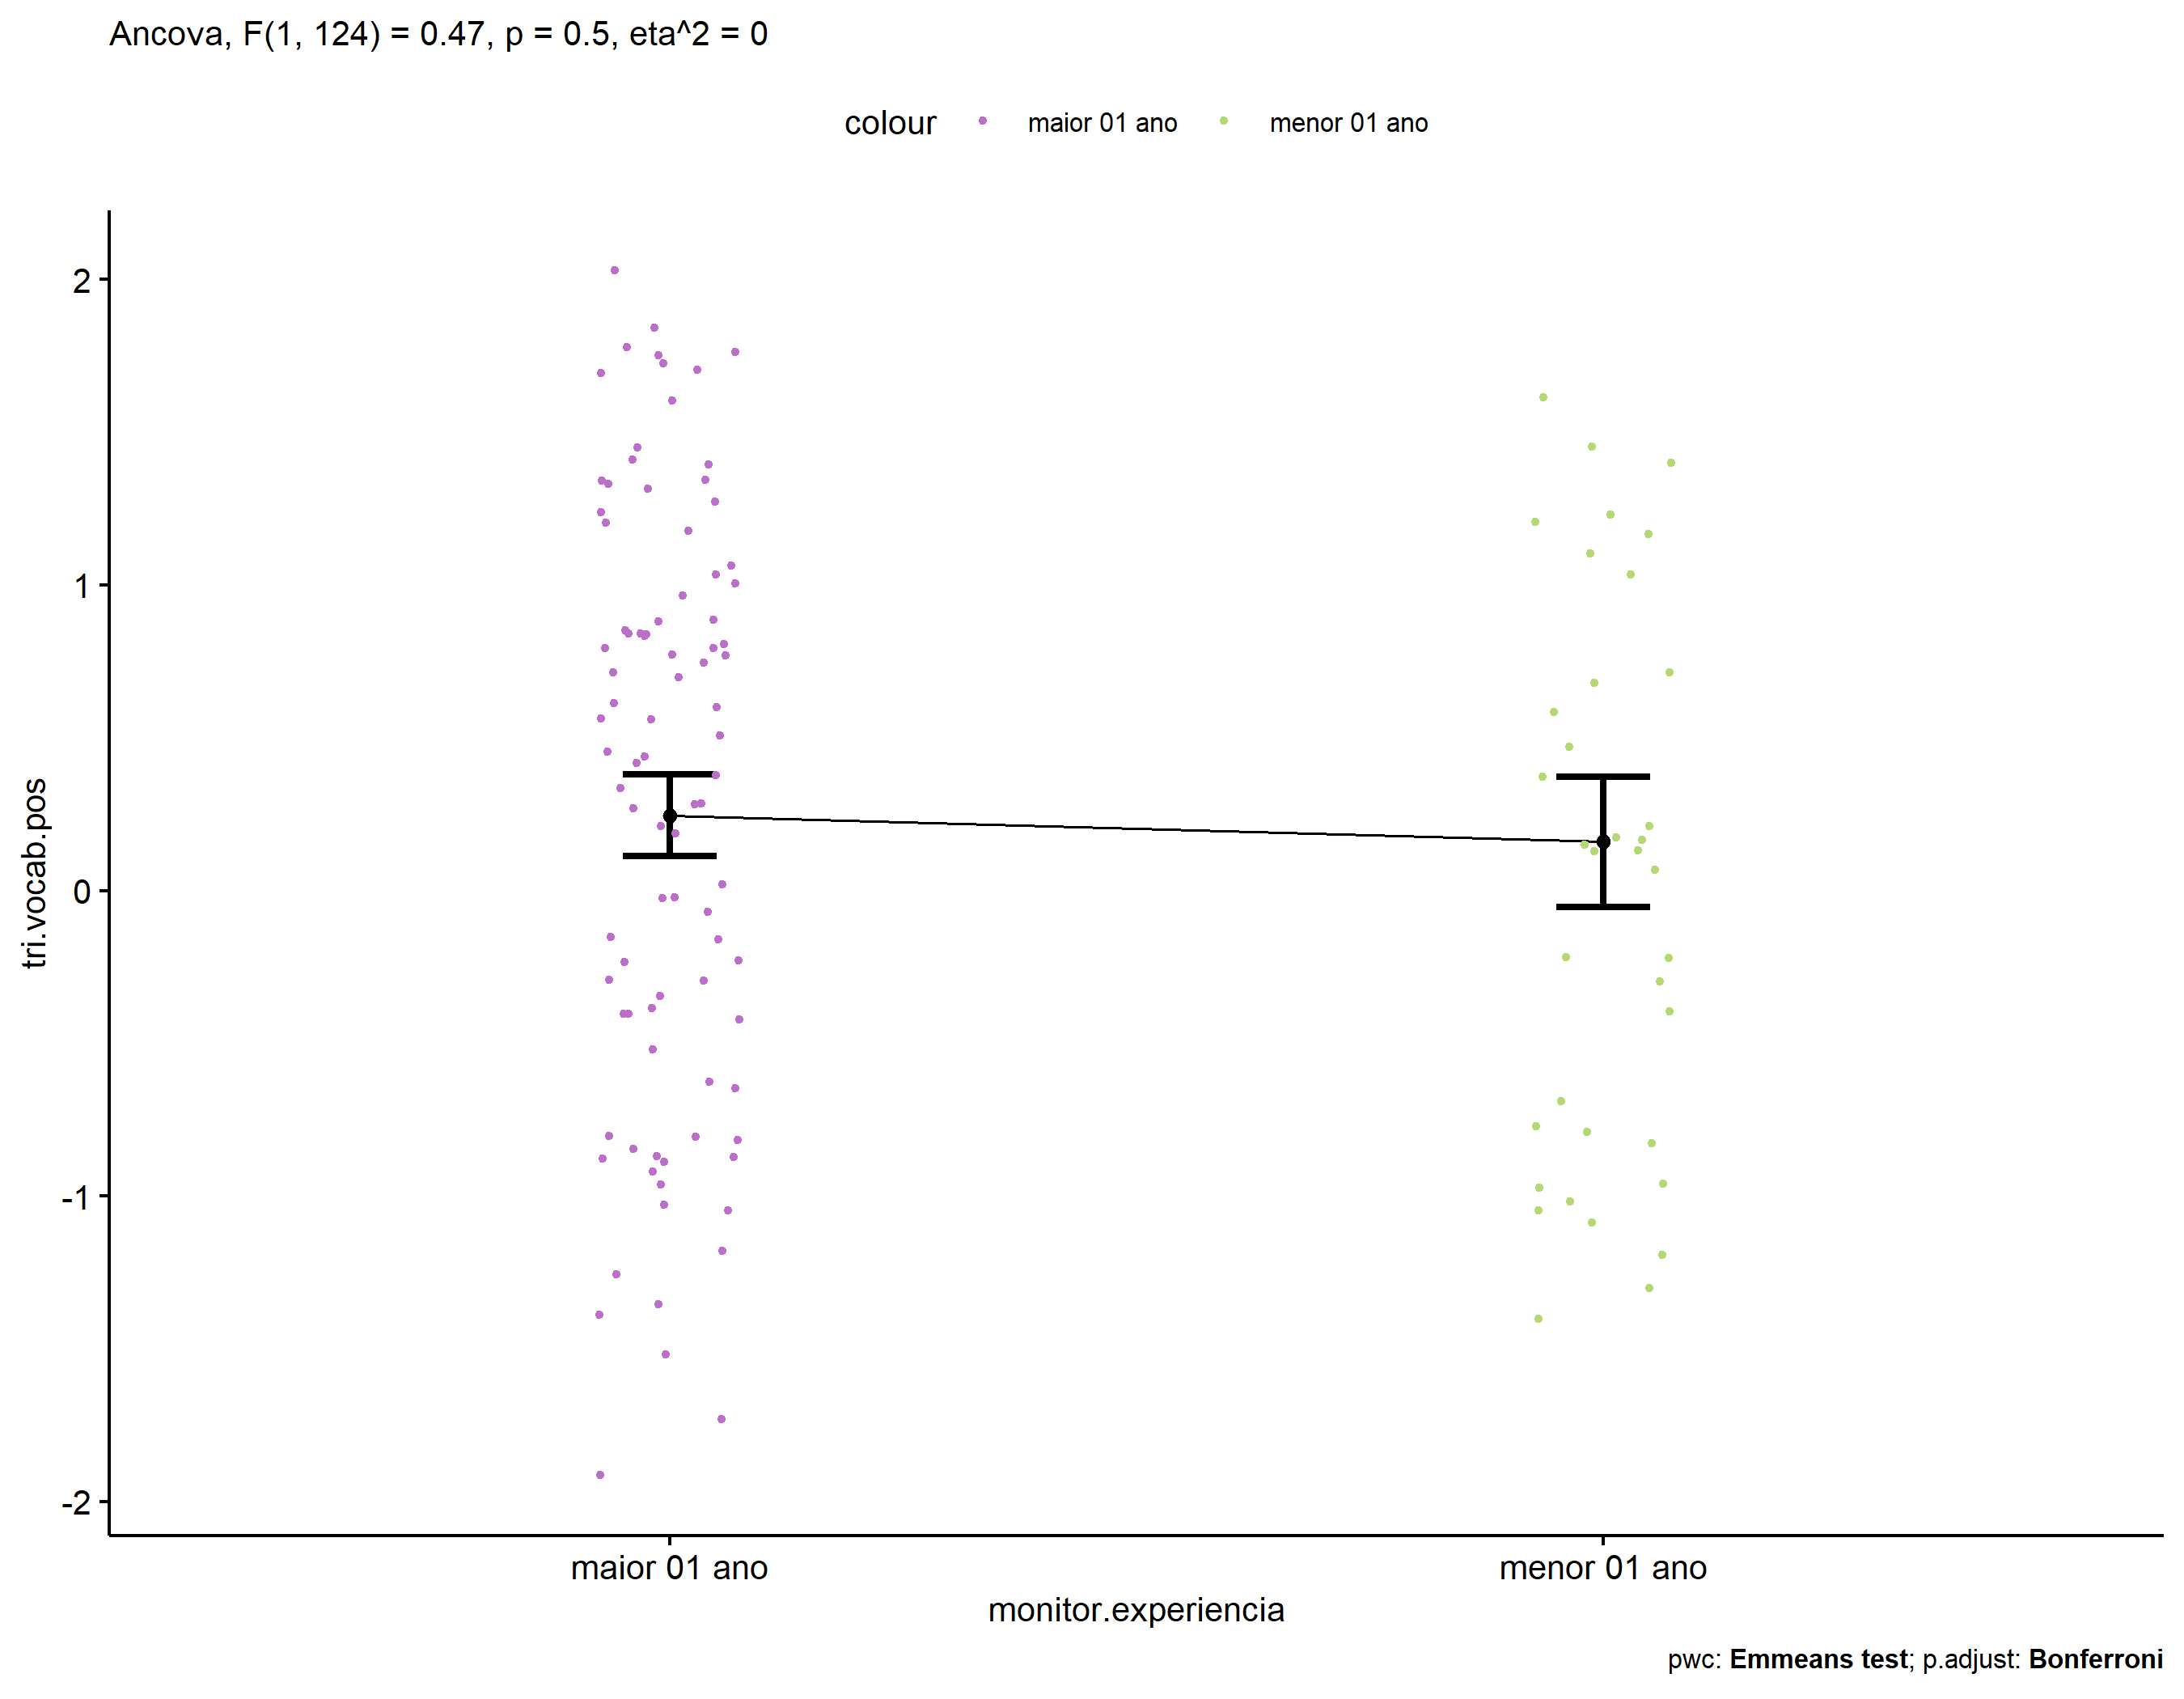 Ancova, F(1, 124) = 0.47, p = 0.5, eta^2 = 0
colour maior 01 ano menor 01 ano
tri.vocab.pos
2
1
0
-1
-2
maior 01 ano menor 01 ano
monitor.experiencia
pwc: Emmeans test; p.adjust: Bonferroni